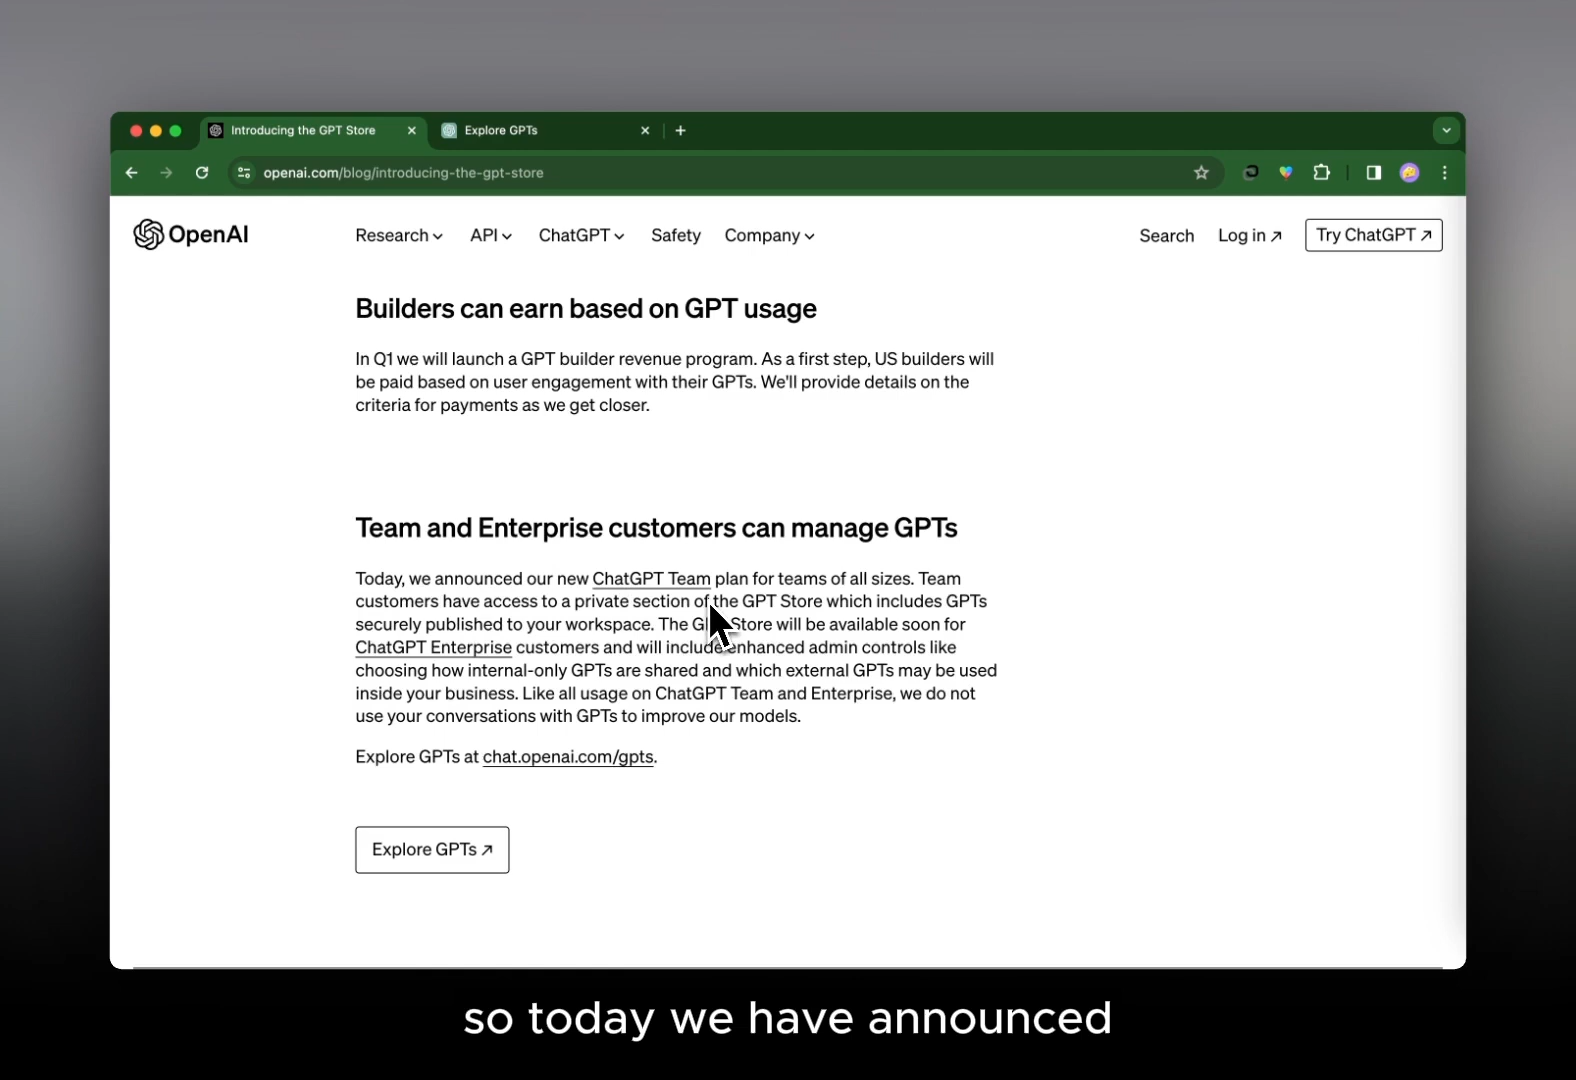 Introducing the GPT Store
Explore GPTs
openai.com/blog/introducing-the-gpt-store
OpenAI
Research
API
ChatGPT
Safety
Company
Search
Log in ↗
Try ChatGPT ↗
Builders can earn based on GPT usage
In Q1 we will launch a GPT builder revenue program. As a first step, US builders will
be paid based on user engagement with their GPTs. We'll provide details on the
criteria for payments as we get closer.
Team and Enterprise customers can manage GPTs
Today, we announced our new ChatGPT Team plan for teams of all sizes. Team
customers have access to a private section of the GPT Store which includes GPTs
securely published to your workspace. The GPT Store will be available soon for
ChatGPT Enterprise customers and will include enhanced admin controls like
choosing how internal-only GPTs are shared and which external GPTs may be used
inside your business. Like all usage on ChatGPT Team and Enterprise, we do not
use your conversations with GPTs to improve our models.
Explore GPTs at chat.openai.com/gpts.
Explore GPTs ↗
so today we have announced